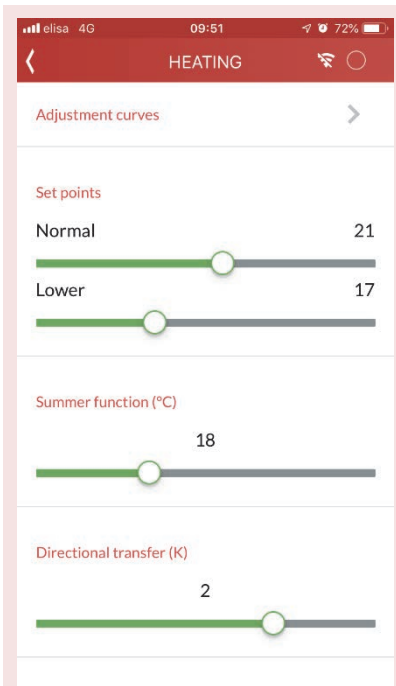 elisa 4G 09:51 72%
HEATING
Adjustment curves
Set points
Normal 21
Lower 17
Summer function (°C)
18
Directional transfer (K)
2